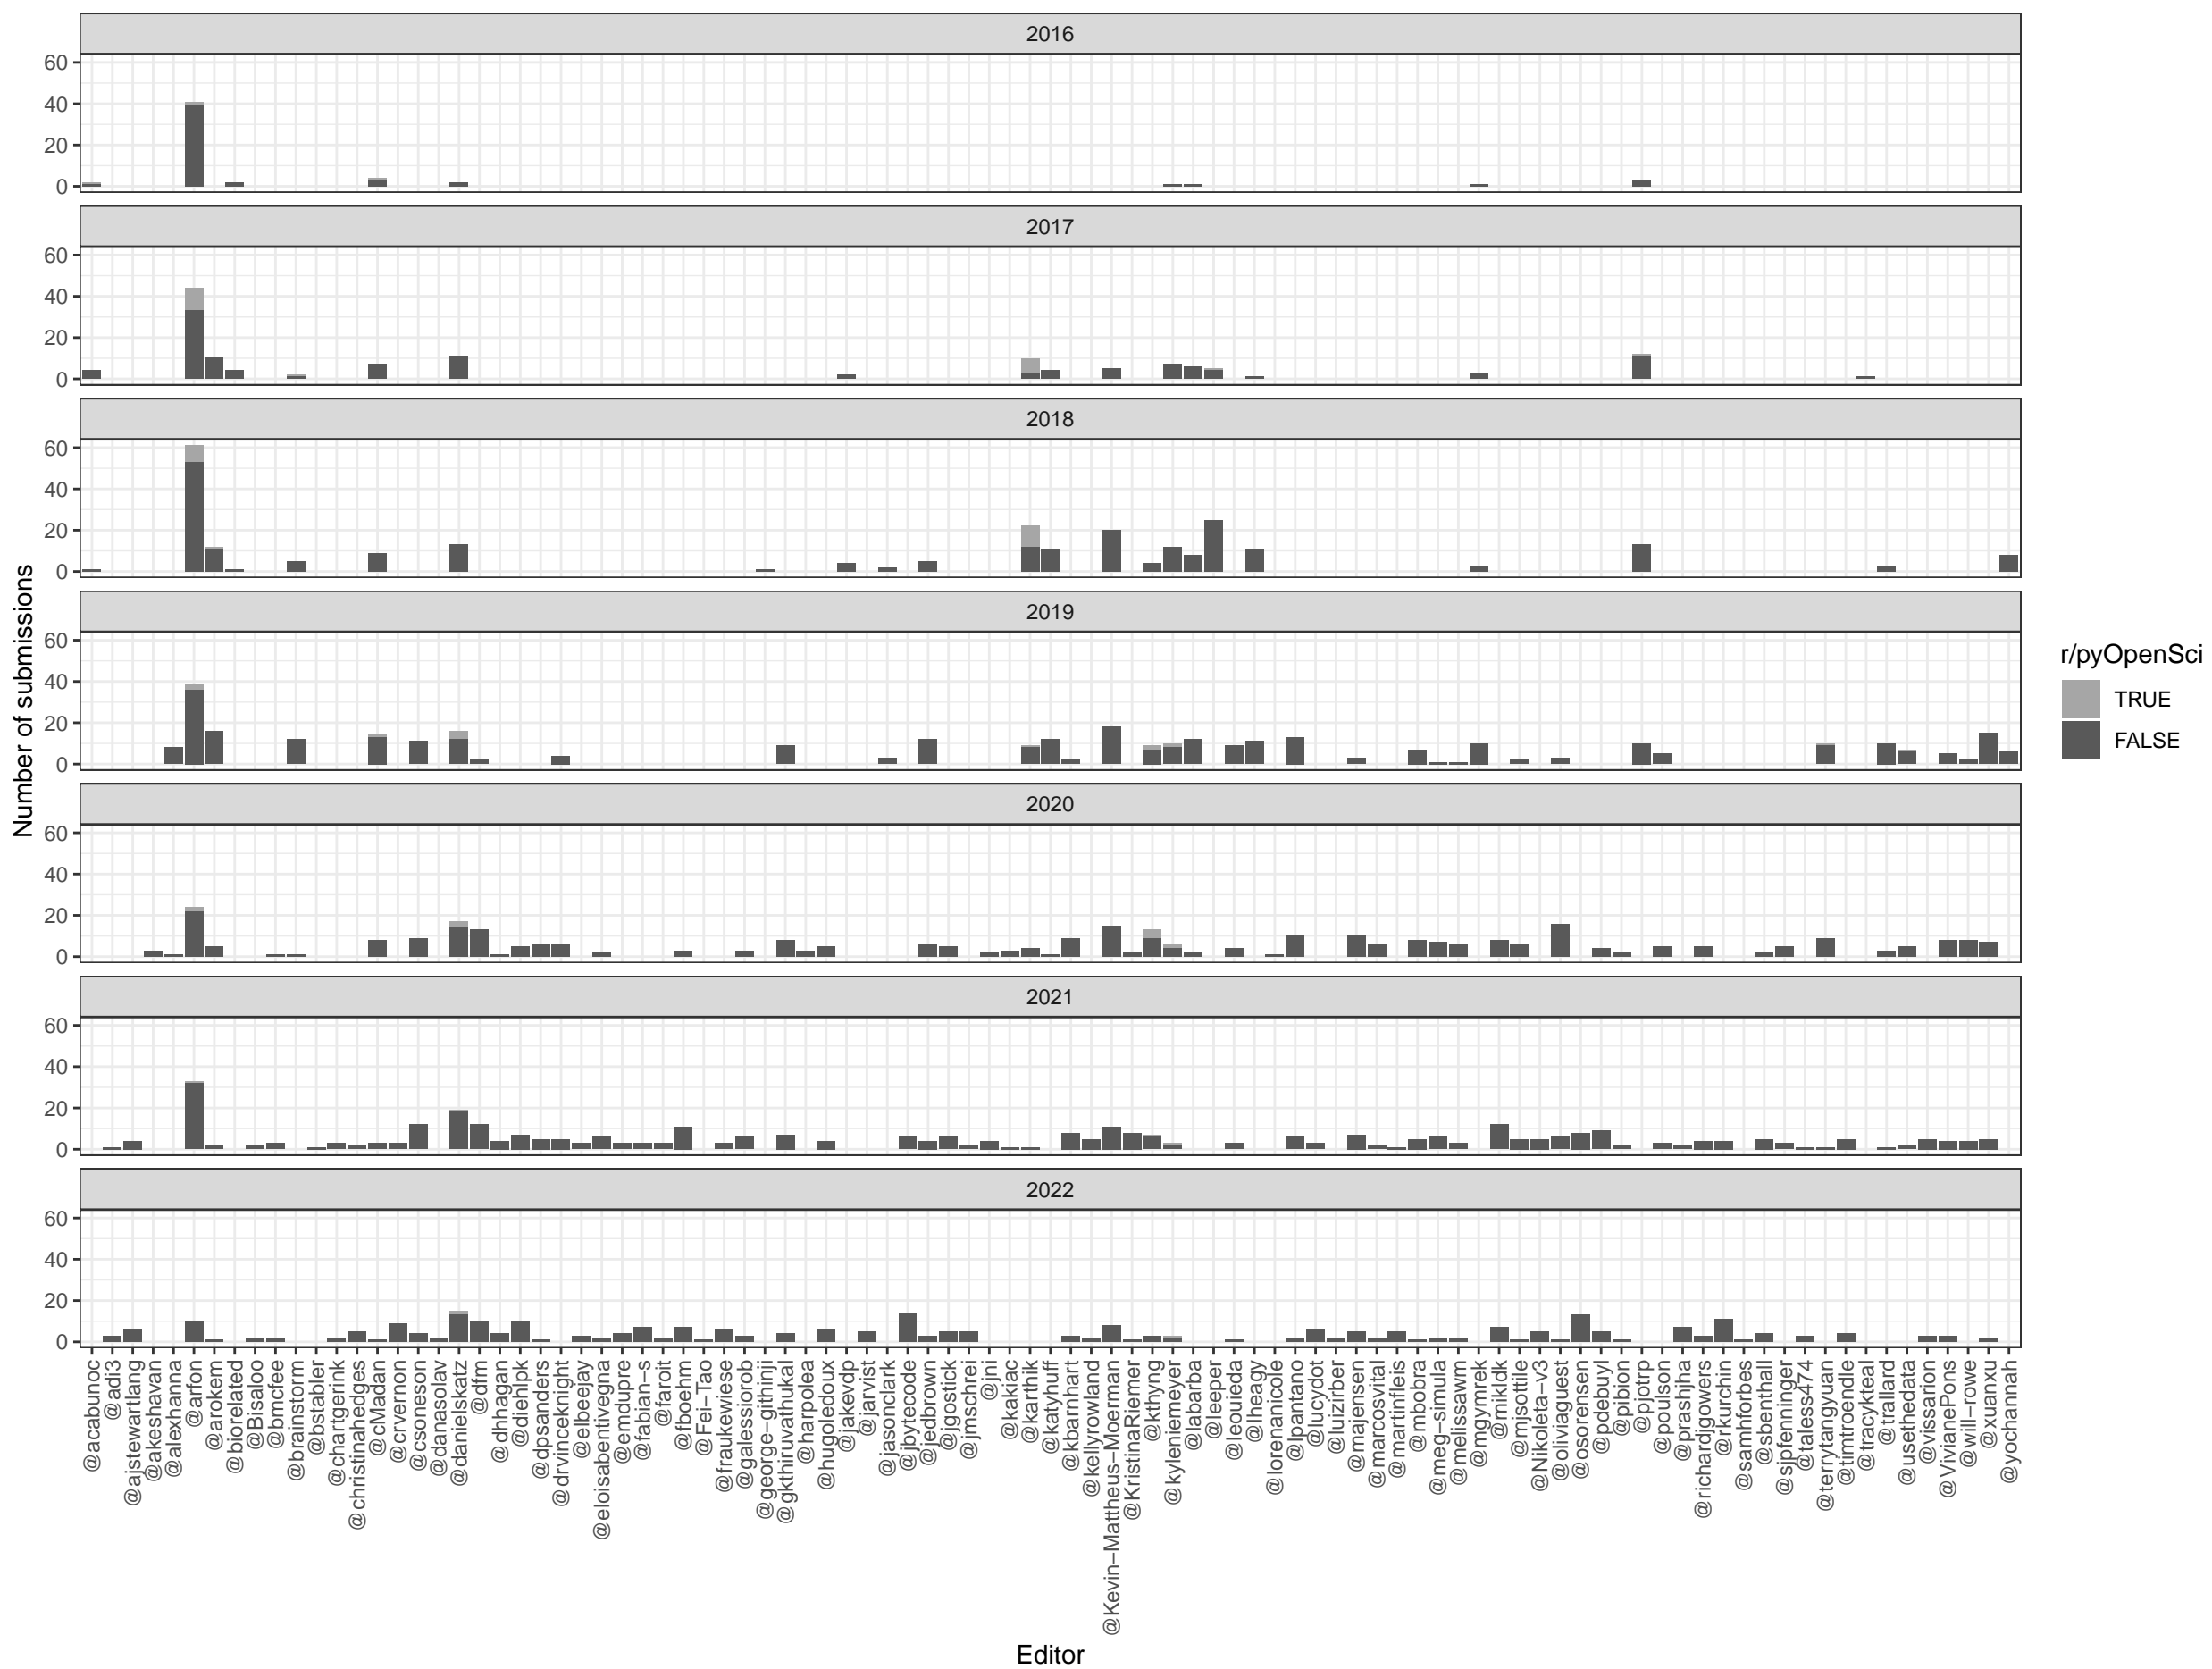 2016
60
40
20
0
2017
60
40
20
0
2018
60
40
20
0
2019
60
40
20
0
2020
60
40
20
0
2021
60
40
20
0
2022
60
40
20
0
Number of submissions
@acabunoc
@adi3
@ajstewartlang
@akeshavan
@alexhanna
@arfon
@arokem
@biorelated
@Bisaloo
@bmcfee
@brainstorm
@bstabler
@chartgerink
@christinahedges
@cMadan
@crvernon
@csoneson
@danasolav
@danielskatz
@dfm
@dhhagan
@diehlpk
@dpsanders
@drvinceknight
@elbeejay
@eloisabentivegna
@emdupre
@fabian-s
@faroit
@fboehm
@Fei-Tao
@fraukewiese
@galessiorob
@george-githinji
@gkthiruvathukal
@harpolea
@hugoledoux
@jakevdp
@jarvist
@jasonclark
@jbytecode
@jedbrown
@jgostick
@jmschrei
@jni
@kakiac
@karthik
@katyhuff
@kbarnhart
@kellyrowland
@Kevin-Mattheus-Moerman
@KristinaRiemer
@kthyng
@kyleniemeyer
@labarba
@leeper
@leouieda
@lheagy
@lorenanicole
@lpantano
@lucydot
@luizirber
@majensen
@marcosvital
@martinfleis
@mbobra
@meg-simula
@melissawm
@mgymrek
@mikldk
@mjsottile
@Nikoleta-v3
@oliviaguest
@osorensen
@pdebuyl
@pibion
@pjotrp
@poulson
@prashjha
@richardjgowers
@rkurchin
@samhforbes
@sbenthall
@sjpfenninger
@taless474
@terrytangyuan
@timtroendle
@tracykteal
@trallard
@usethedata
@vissarion
@VivianePons
@will-rowe
@xuanxu
@yochannah
Editor
r/pyOpenSci
TRUE
FALSE